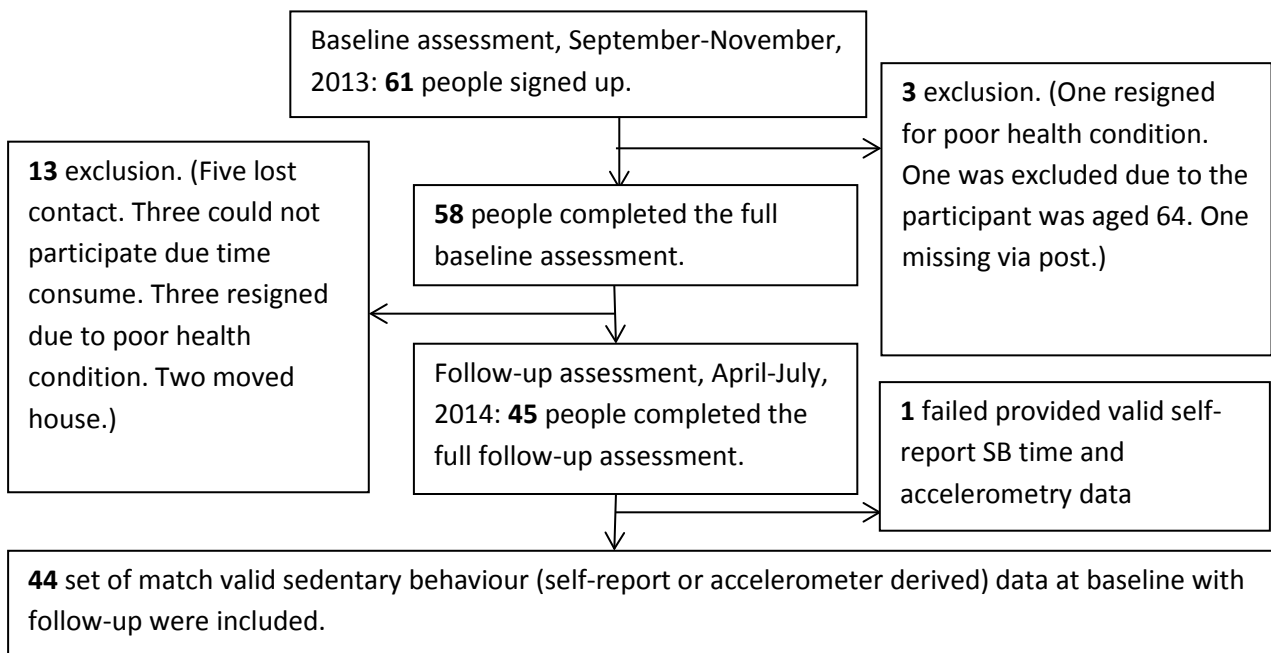 Baseline assessment, September-November,
2013: 61 people signed up.
3 exclusion. (One resigned
for poor health condition.
One was excluded due to the
participant was aged 64. One
missing via post.)
13 exclusion. (Five lost
contact. Three could not
participate due time
consume. Three resigned
due to poor health
condition. Two moved
house.)
58 people completed the full
baseline assessment.
Follow-up assessment, April-July,
2014: 45 people completed the
full follow-up assessment.
1 failed provided valid self-
report SB time and
accelerometry data
44 set of match valid sedentary behaviour (self-report or accelerometer derived) data at baseline with
follow-up were included.